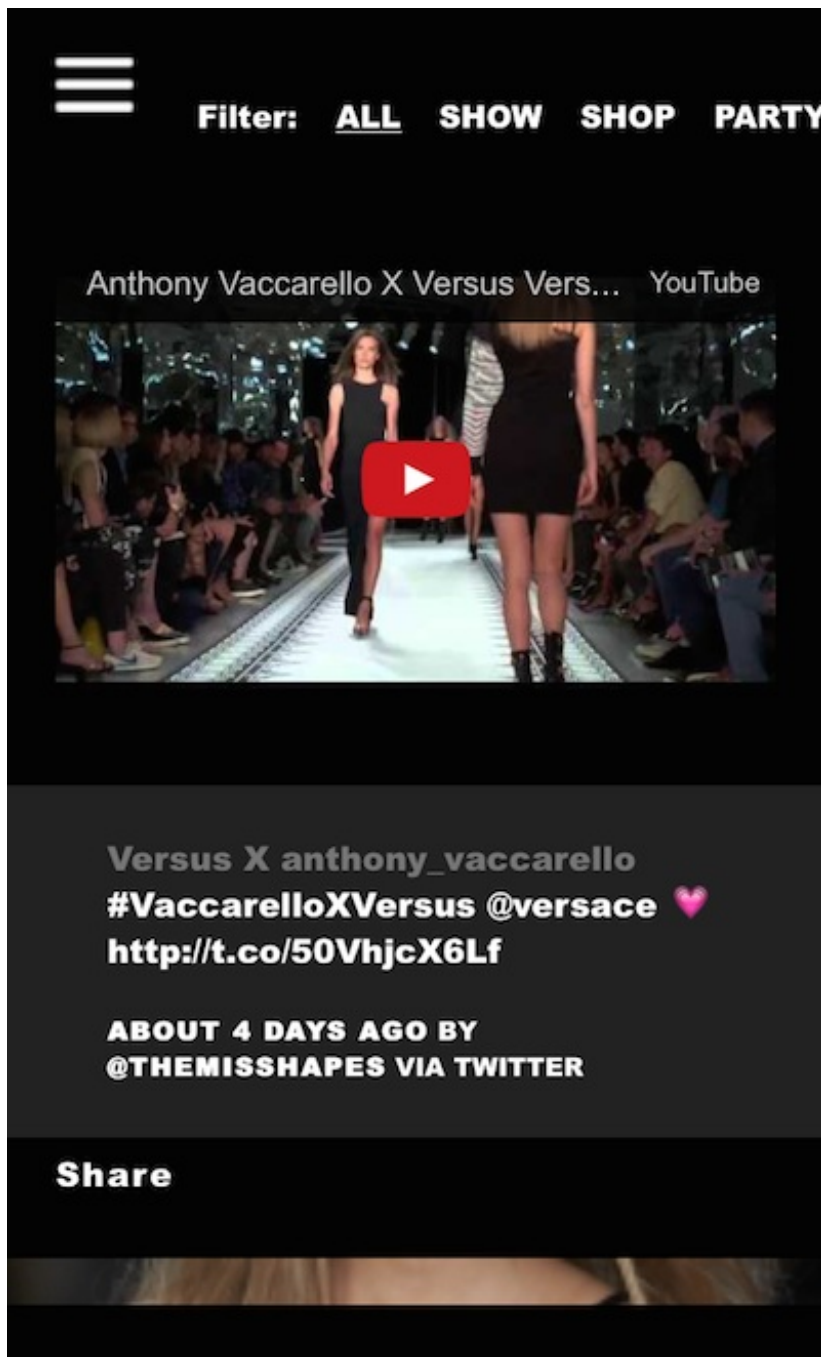 Filter: ALL SHOW SHOP PARTY
Anthony Vaccarello X Versus Vers... YouTube
Versus X anthony_vaccarello
#VaccarelloXVersus @versace 💗
http://t.co/50VhjcX6Lf
ABOUT 4 DAYS AGO BY
@THEMISSHAPES VIA TWITTER
Share